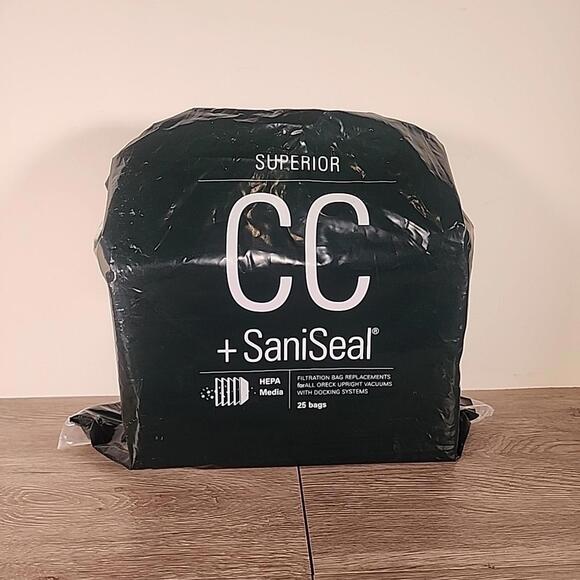 SUPERIOR
CC
+ SaniSeal®
HEPA
Media
FILTRATION BAG REPLACEMENTS
for ALL ORECK UPRIGHT VACUUMS
WITH DOCKING SYSTEMS
25 bags